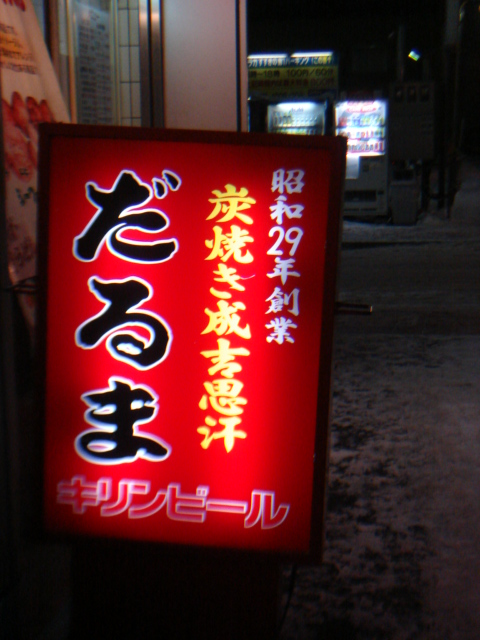 昭和29年創業
炭焼き成吉思汗
だるま
キリンビール